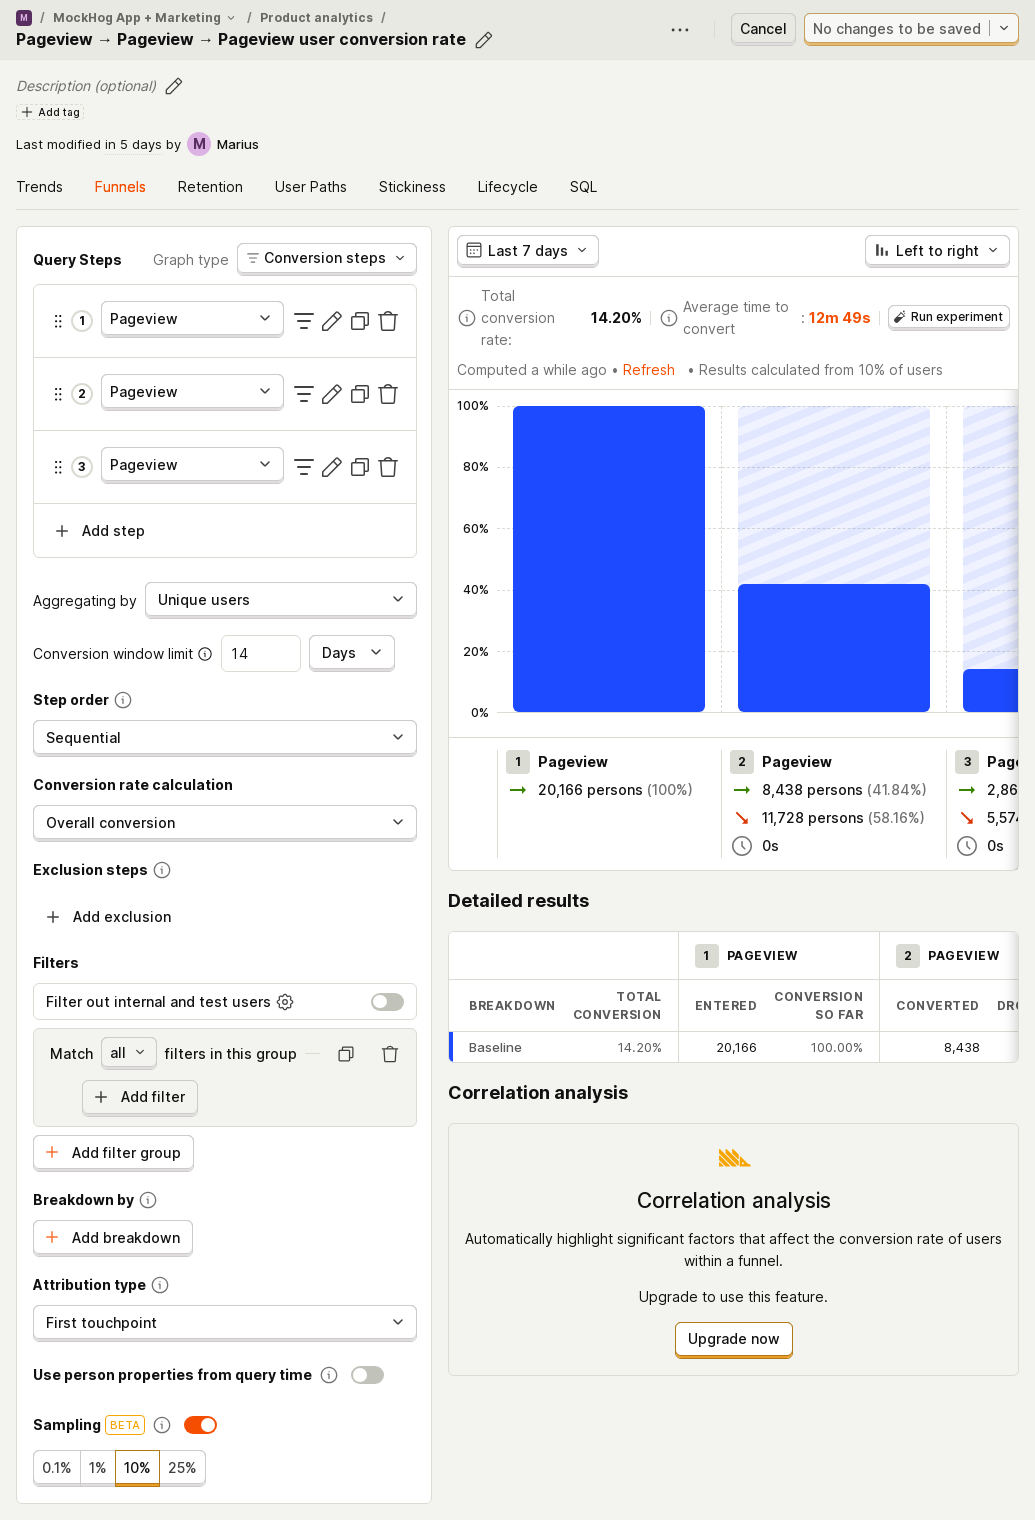 M / MockHog App + Marketing / Product analytics /
Pageview → Pageview → Pageview user conversion rate
Cancel
No changes to be saved
Description (optional)
Add tag
Last modified in 5 days by M Marius
Trends Funnels Retention User Paths Stickiness Lifecycle SQL
Query Steps Graph type Conversion steps
1 Pageview
2 Pageview
3 Pageview
Add step
Aggregating by Unique users
Conversion window limit 14 Days
Step order
Sequential
Conversion rate calculation
Overall conversion
Exclusion steps
Add exclusion
Filters
Filter out internal and test users
Match all filters in this group
Add filter
Add filter group
Breakdown by
Add breakdown
Attribution type
First touchpoint
Use person properties from query time
Sampling BETA
0.1% 1% 10% 25%
Last 7 days Left to right
Total
conversion
rate:
14.20%
Average time to
convert
: 12m 49s
Run experiment
Computed a while ago • Refresh • Results calculated from 10% of users
100%
80%
60%
40%
20%
0%
1 Pageview
20,166 persons (100%)
2 Pageview
8,438 persons (41.84%)
11,728 persons (58.16%)
0s
3 Page
2,86
5,574
0s
Detailed results
1 PAGEVIEW 2 PAGEVIEW
BREAKDOWN
TOTAL
CONVERSION
ENTERED
CONVERSION
SO FAR
CONVERTED
DRO
Baseline 14.20% 20,166 100.00% 8,438
Correlation analysis
Correlation analysis
Automatically highlight significant factors that affect the conversion rate of users
within a funnel.
Upgrade to use this feature.
Upgrade now